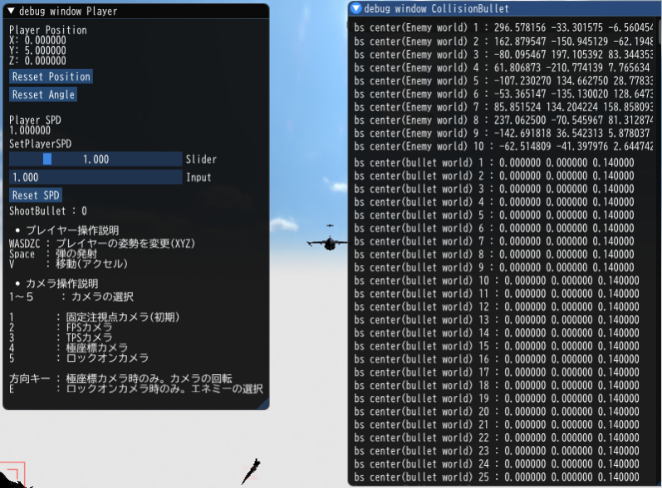 debug window Player
Player Position
X: 0.000000
Y: 5.000000
Z: 0.000000
Resset Position
Resset Angle
Player SPD
1.000000
SetPlayerSPD
1.000 Slider
1.000 Input
Reset SPD
ShootBullet : 0
• プレイヤー操作説明
WASDZC : プレイヤーの姿勢を変更(XYZ)
Space : 弾の発射
V : 移動(アクセル)
• カメラ操作説明
1～5 : カメラの選択
1 : 固定注視点カメラ(初期)
2 : FPSカメラ
3 : TPSカメラ
4 : 極座標カメラ
5 : ロックオンカメラ
方向キー : 極座標カメラ時のみ。カメラの回転
E : ロックオンカメラ時のみ。エネミーの選択
debug window CollisionBullet
bs center(Enemy world) 1 : 296.578156 -33.301575 -6.560454
bs center(Enemy world) 2 : 162.879547 -150.945129 -62.1948
bs center(Enemy world) 3 : -80.095467 197.105392 83.344353
bs center(Enemy world) 4 : 61.806873 -210.774139 7.765634
bs center(Enemy world) 5 : -107.230270 134.662750 28.77833
bs center(Enemy world) 6 : -53.365147 -135.130020 128.6473
bs center(Enemy world) 7 : 85.851524 134.204224 158.858093
bs center(Enemy world) 8 : 237.062500 -70.545967 81.312874
bs center(Enemy world) 9 : -142.691818 36.542313 5.878037
bs center(Enemy world) 10 : -62.514809 -41.397976 2.644742
bs center(bullet world) 1 : 0.000000 0.000000 0.140000
bs center(bullet world) 2 : 0.000000 0.000000 0.140000
bs center(bullet world) 3 : 0.000000 0.000000 0.140000
bs center(bullet world) 4 : 0.000000 0.000000 0.140000
bs center(bullet world) 5 : 0.000000 0.000000 0.140000
bs center(bullet world) 6 : 0.000000 0.000000 0.140000
bs center(bullet world) 7 : 0.000000 0.000000 0.140000
bs center(bullet world) 8 : 0.000000 0.000000 0.140000
bs center(bullet world) 9 : 0.000000 0.000000 0.140000
bs center(bullet world) 10 : 0.000000 0.000000 0.140000
bs center(bullet world) 11 : 0.000000 0.000000 0.140000
bs center(bullet world) 12 : 0.000000 0.000000 0.140000
bs center(bullet world) 13 : 0.000000 0.000000 0.140000
bs center(bullet world) 14 : 0.000000 0.000000 0.140000
bs center(bullet world) 15 : 0.000000 0.000000 0.140000
bs center(bullet world) 16 : 0.000000 0.000000 0.140000
bs center(bullet world) 17 : 0.000000 0.000000 0.140000
bs center(bullet world) 18 : 0.000000 0.000000 0.140000
bs center(bullet world) 19 : 0.000000 0.000000 0.140000
bs center(bullet world) 20 : 0.000000 0.000000 0.140000
bs center(bullet world) 21 : 0.000000 0.000000 0.140000
bs center(bullet world) 22 : 0.000000 0.000000 0.140000
bs center(bullet world) 23 : 0.000000 0.000000 0.140000
bs center(bullet world) 24 : 0.000000 0.000000 0.140000
bs center(bullet world) 25 : 0.000000 0.000000 0.140000